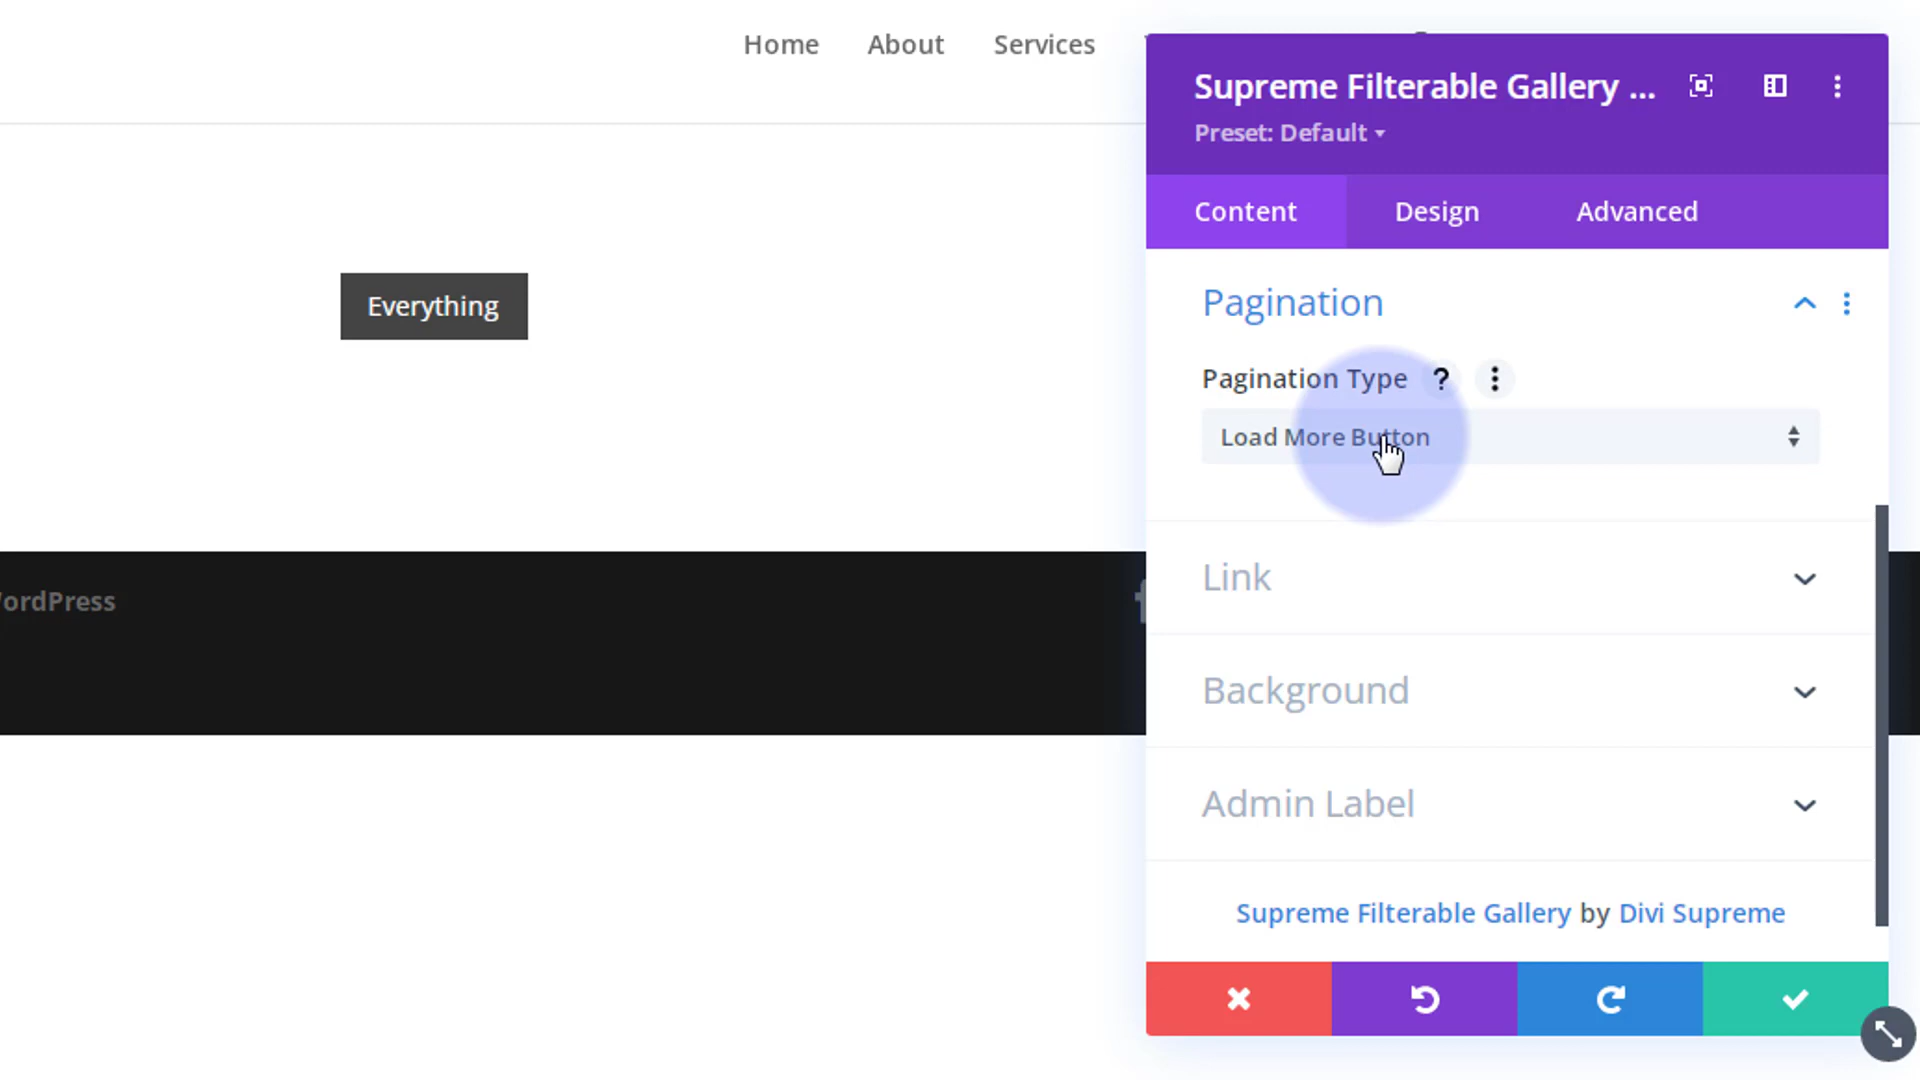 Home About Services
Supreme Filterable Gallery ...
Preset: Default
Content Design Advanced
Everything
Pagination
Pagination Type ?
Load More Button
Link
WordPress
Background
Admin Label
Supreme Filterable Gallery by Divi Supreme